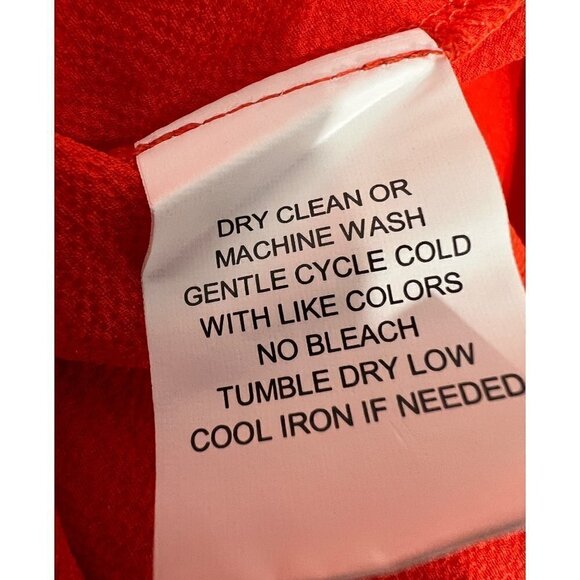 DRY CLEAN OR
MACHINE WASH
GENTLE CYCLE COLD
WITH LIKE COLORS
NO BLEACH
TUMBLE DRY LOW
COOL IRON IF NEEDED